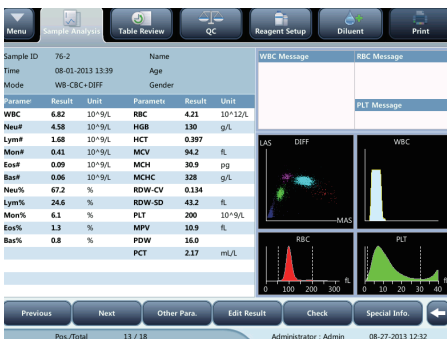 Menu Sample Analysis Table Review QC Reagent Setup Diluent Print
Sample ID 76-2 Name
Time 08-01-2013 13:39 Age
Mode WB-CBC+DIFF Gender
WBC Message RBC Message
PLT Message
Parameter Result Unit Paramete Result Unit
WBC 6.82 10^9/L RBC 4.21 10^12/L
Neu# 4.58 10^9/L HGB 130 g/L
Lym# 1.68 10^9/L HCT 0.397
Mon# 0.41 10^9/L MCV 94.2 fL
Eos# 0.09 10^9/L MCH 30.9 pg
Bas# 0.06 10^9/L MCHC 328 g/L
Neu% 67.2 % RDW-CV 0.134
Lym% 24.6 % RDW-SD 43.2 fL
Mon% 6.1 % PLT 200 10^9/L
Eos% 1.3 % MPV 10.9 fL
Bas% 0.8 % PDW 16.0
PCT 2.17 mL/L
LAS DIFF MAS
WBC
RBC
0 100 200 300 fL
PLT
0 10 20 30 40 fL
Previous Next Other Para. Edit Result Check Special Info.
Pos./Total 13 / 18 Administrator : Admin 08-27-2013 12:32